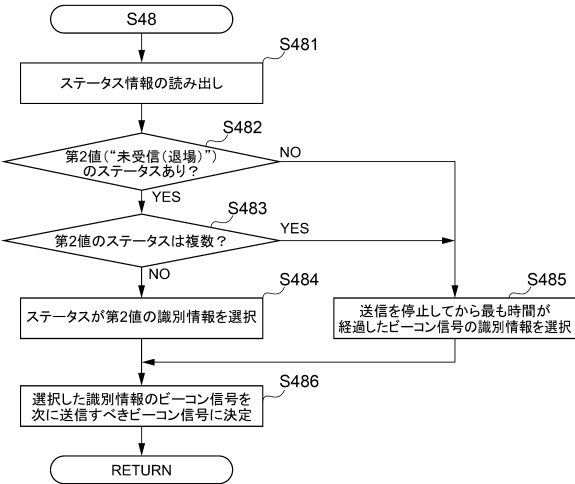 S48
S481
ステータス情報の読み出し
S482
第2値(“未受信(退場)”)
のステータスあり?
NO
YES
S483
第2値のステータスは複数?
YES
NO
S484
ステータスが第2値の識別情報を選択
S485
送信を停止してから最も時間が
経過したビーコン信号の識別情報を選択
S486
選択した識別情報のビーコン信号を
次に送信すべきビーコン信号に決定
RETURN